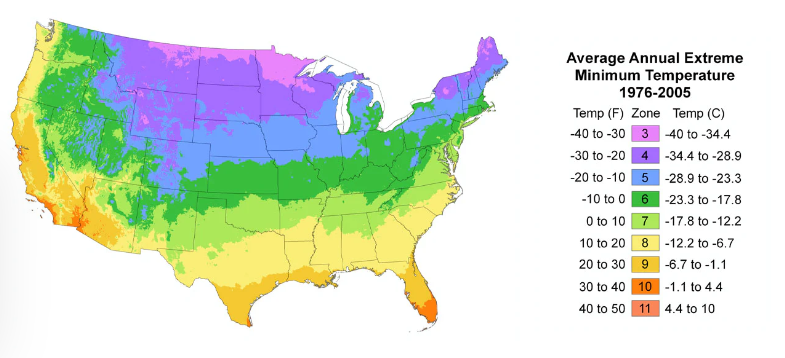 Average Annual Extreme
Minimum Temperature
1976-2005
Temp (F) Zone Temp (C)
-40 to -30 3 -40 to -34.4
-30 to -20 4 -34.4 to -28.9
-20 to -10 5 -28.9 to -23.3
-10 to 0 6 -23.3 to -17.8
0 to 10 7 -17.8 to -12.2
10 to 20 8 -12.2 to -6.7
20 to 30 9 -6.7 to -1.1
30 to 40 10 -1.1 to 4.4
40 to 50 11 4.4 to 10